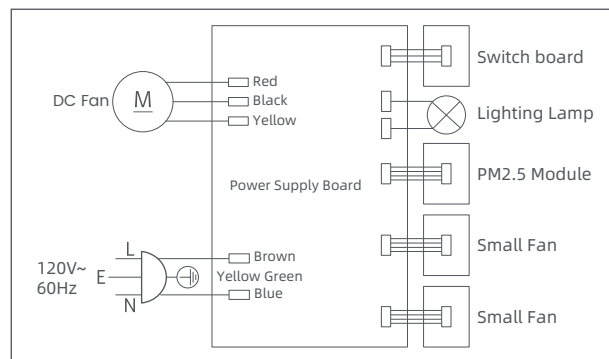 DC Fan
M
Red
Black
Yellow
Power Supply Board
120V~
60Hz
L
E
N
Brown
Yellow Green
Blue
Switch board
Lighting Lamp
PM2.5 Module
Small Fan
Small Fan